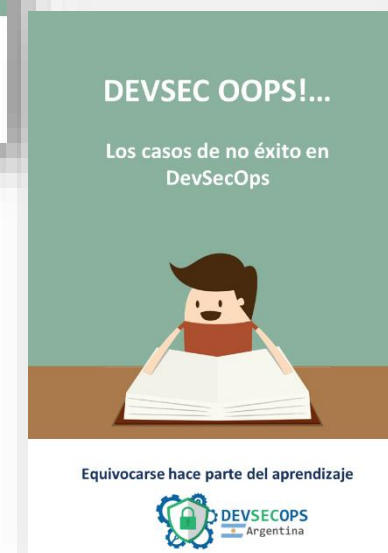 DEVSEC OOPS!...
Los casos de no éxito en
DevSecOps
Equivocarse hace parte del aprendizaje
DEVSECOPS
Argentina